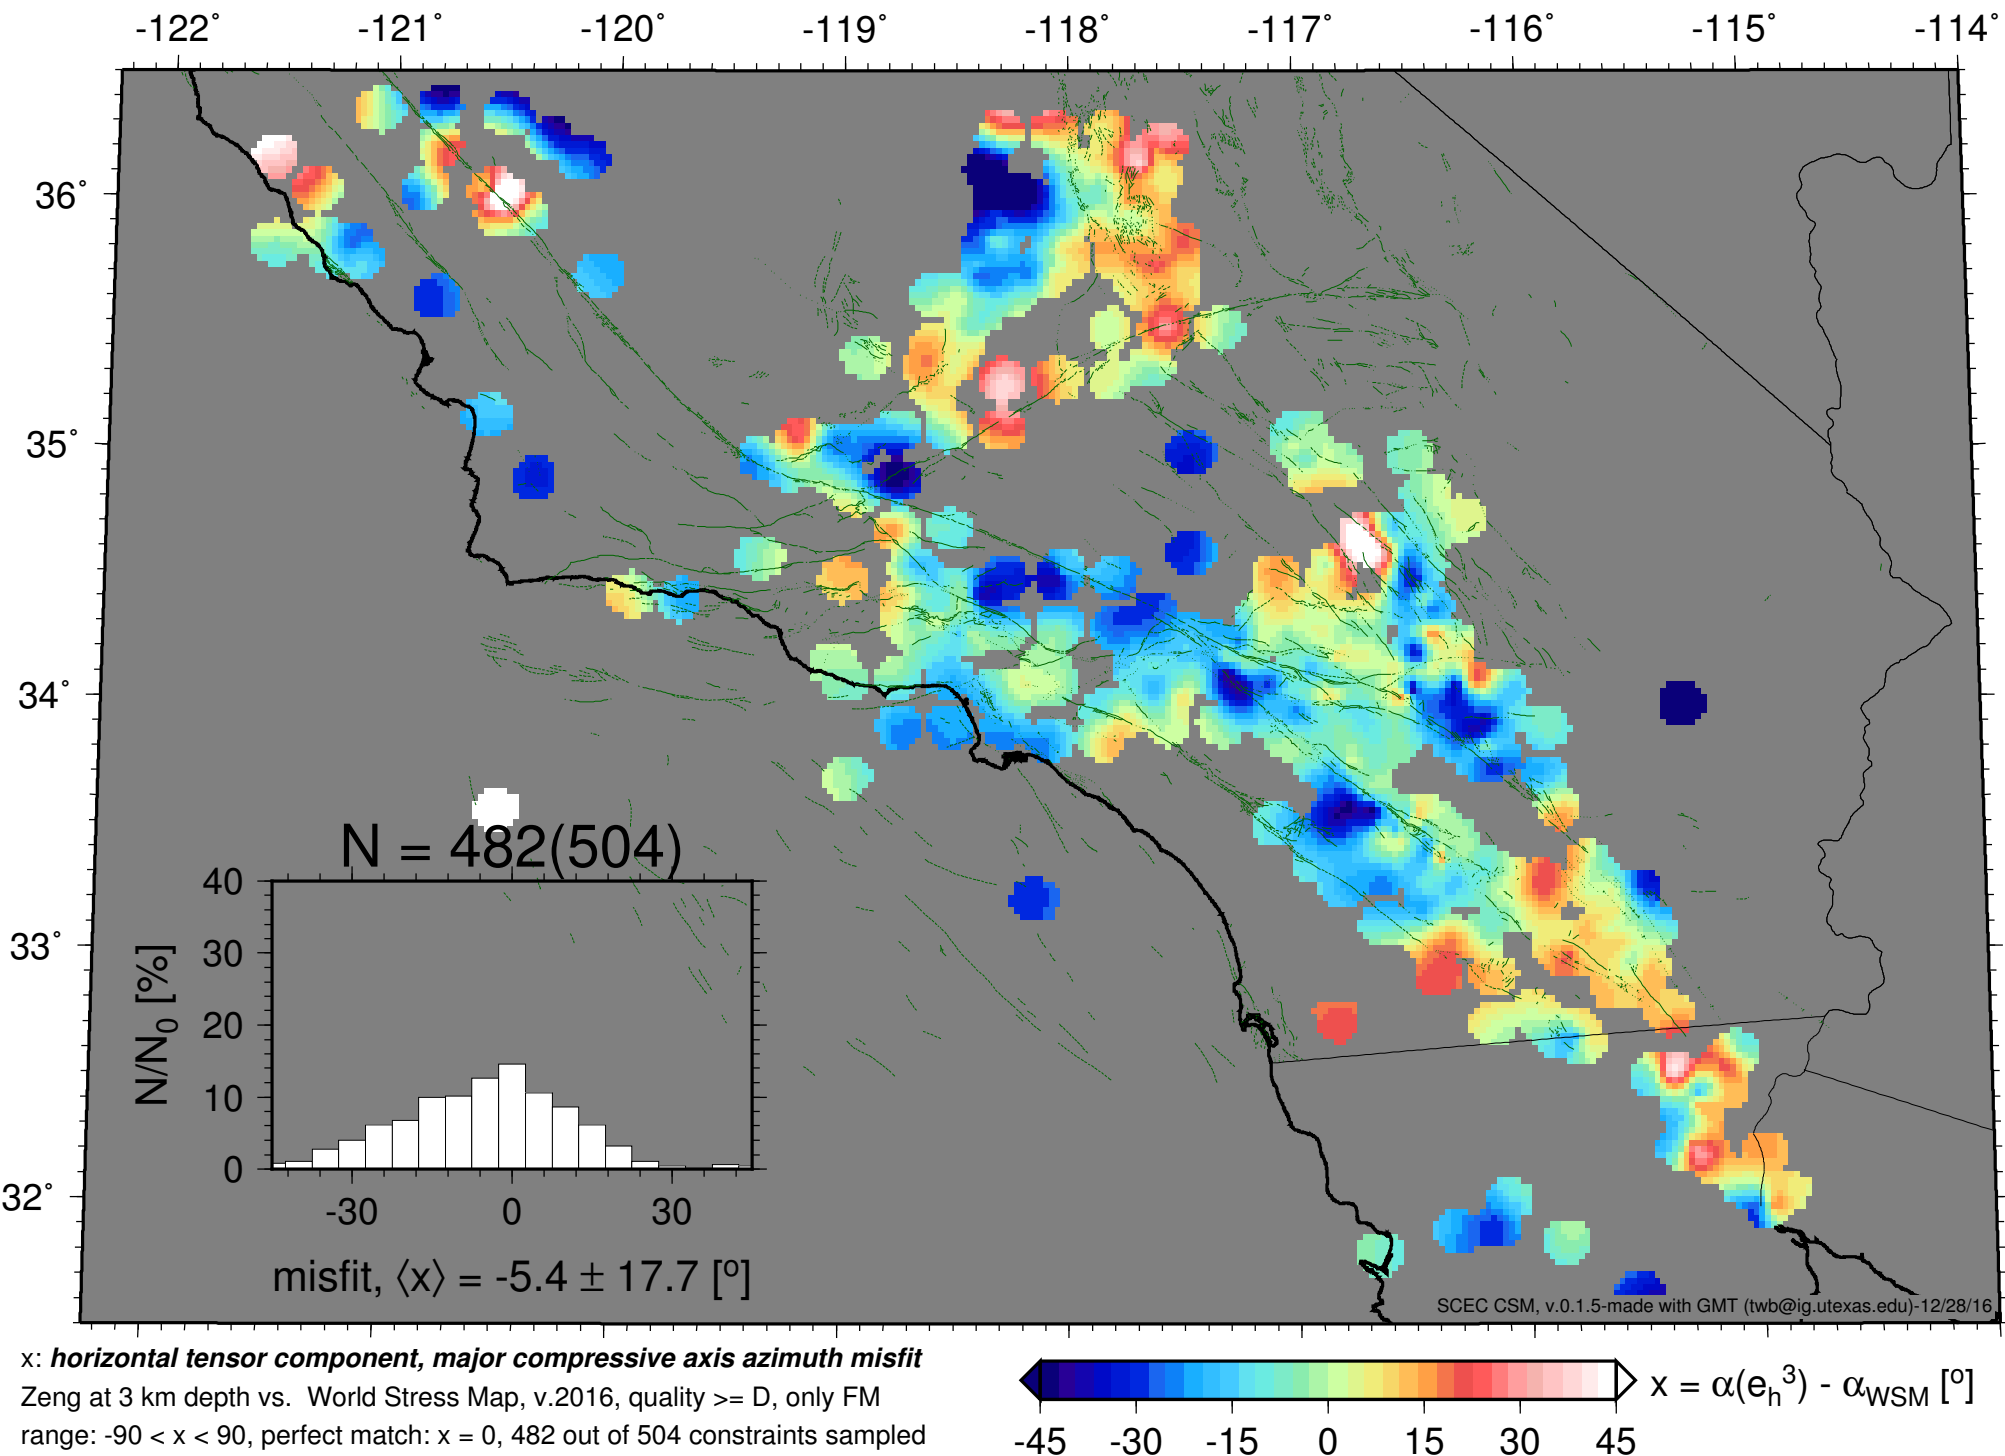 -122° -121° -120° -119° -118° -117° -116° -115° -114°
36°
35°
34°
33°
32°
N = 482(504)
40
30
20
10
0
N/N0 [%]
-30 0 30
misfit, ⟨x⟩ = -5.4 ± 17.7 [o]
SCEC CSM, v.0.1.5-made with GMT (twb@ig.utexas.edu)-12/28/16
x: horizontal tensor component, major compressive axis azimuth misfit
Zeng at 3 km depth vs. World Stress Map, v.2016, quality >= D, only FM
range: -90 < x < 90, perfect match: x = 0, 482 out of 504 constraints sampled
x = α(eh3) - αWSM [o]
-45 -30 -15 0 15 30 45